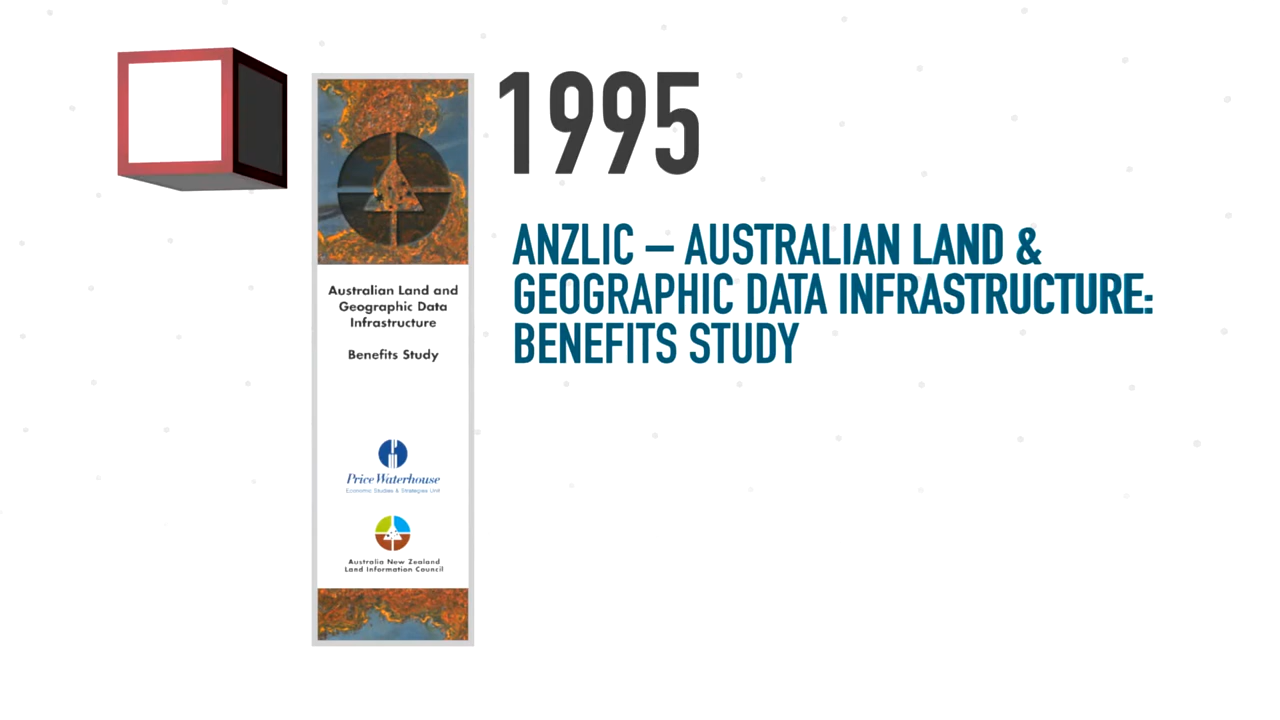 1995
ANZLIC – AUSTRALIAN LAND &
GEOGRAPHIC DATA INFRASTRUCTURE:
BENEFITS STUDY
Australian Land and
Geographic Data
Infrastructure
Benefits Study
Price Waterhouse
Economic Studies & Strategies Unit
Australia New Zealand
Land Information Council